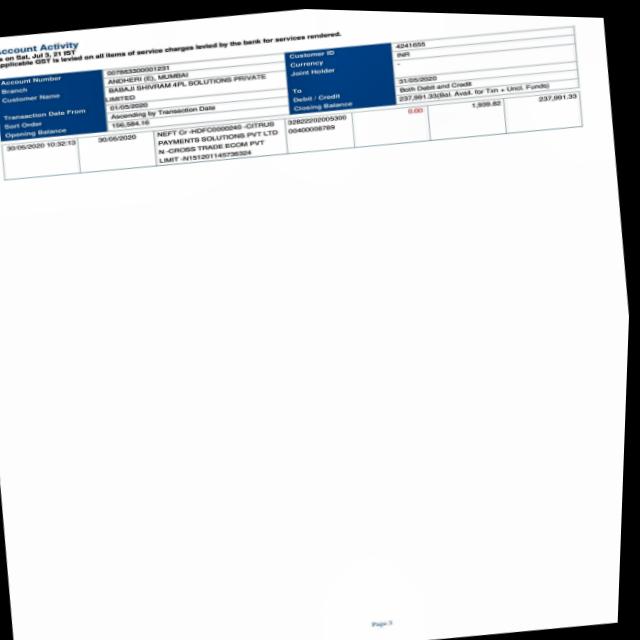 Account Activity
s on Sat, Jul 3, 21 IST
pplicable GST is levied on all items of service charges levied by the bank for services rendered.
Account Number 007883300001231 Customer ID 4241655
Branch ANDHERI (E), MUMBAI Currency INR
Customer Name BABAJI SHIVRAM 4PL SOLUTIONS PRIVATE LIMITED Joint Holder -
Transaction Date From 01/05/2020 To 31/05/2020
Sort Order Ascending by Transaction Date Debit / Credit Both Debit and Credit
Opening Balance 156,584.16 Closing Balance 237,991.33(Bal. Avail. for Txn + Uncl. Funds)
30/05/2020 10:32:13 30/05/2020 NEFT Cr -HDFC0000240 -CITRUS 32822202005300 0.00 1,939.82 237,991.33
PAYMENTS SOLUTIONS PVT LTD 00400008789
N -CROSS TRADE ECOM PVT
LIMIT -N151201145736324
Page 3